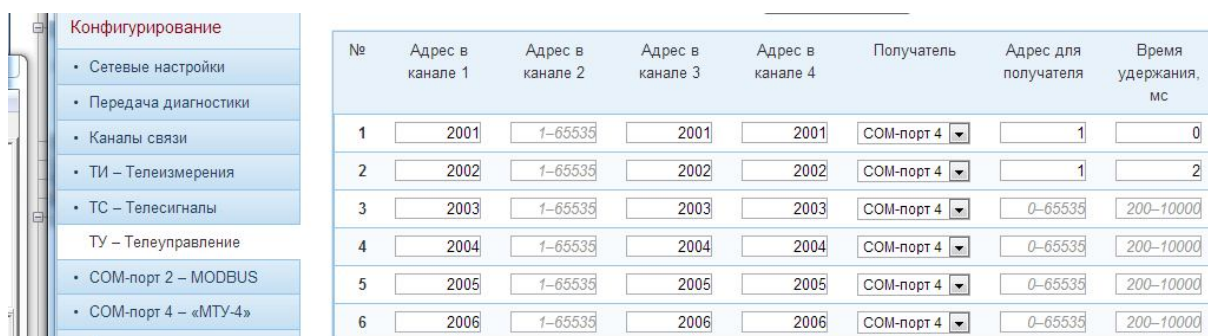 Конфигурирование
• Сетевые настройки
• Передача диагностики
• Каналы связи
• ТИ – Телеизмерения
• ТС – Телесигналы
ТУ – Телеуправление
• COM-порт 2 – MODBUS
• COM-порт 4 – «МТУ-4»
№ Адрес в канале 1 Адрес в канале 2 Адрес в канале 3 Адрес в канале 4 Получатель Адрес для получателя Время удержания, мс
1 2001 1–65535 2001 2001 COM-порт 4 1 0
2 2002 1–65535 2002 2002 COM-порт 4 1 2
3 2003 1–65535 2003 2003 COM-порт 4 0–65535 200–10000
4 2004 1–65535 2004 2004 COM-порт 4 0–65535 200–10000
5 2005 1–65535 2005 2005 COM-порт 4 0–65535 200–10000
6 2006 1–65535 2006 2006 COM-порт 4 0–65535 200–10000